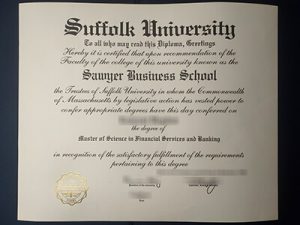 Suffolk University
To all who may read this Diploma, Greetings
Hereby it is certified that upon recommendation of the
Faculty of the college of this university known as the
Sawyer Business School
the Trustees of Suffolk University in whom the Commonwealth
of Massachusetts by legislative action has vested power to
confer appropriate degrees have this day conferred on
the degree of
Master of Science in Financial Services and Banking
in recognition of the satisfactory fulfillment of the requirements
pertaining to this degree